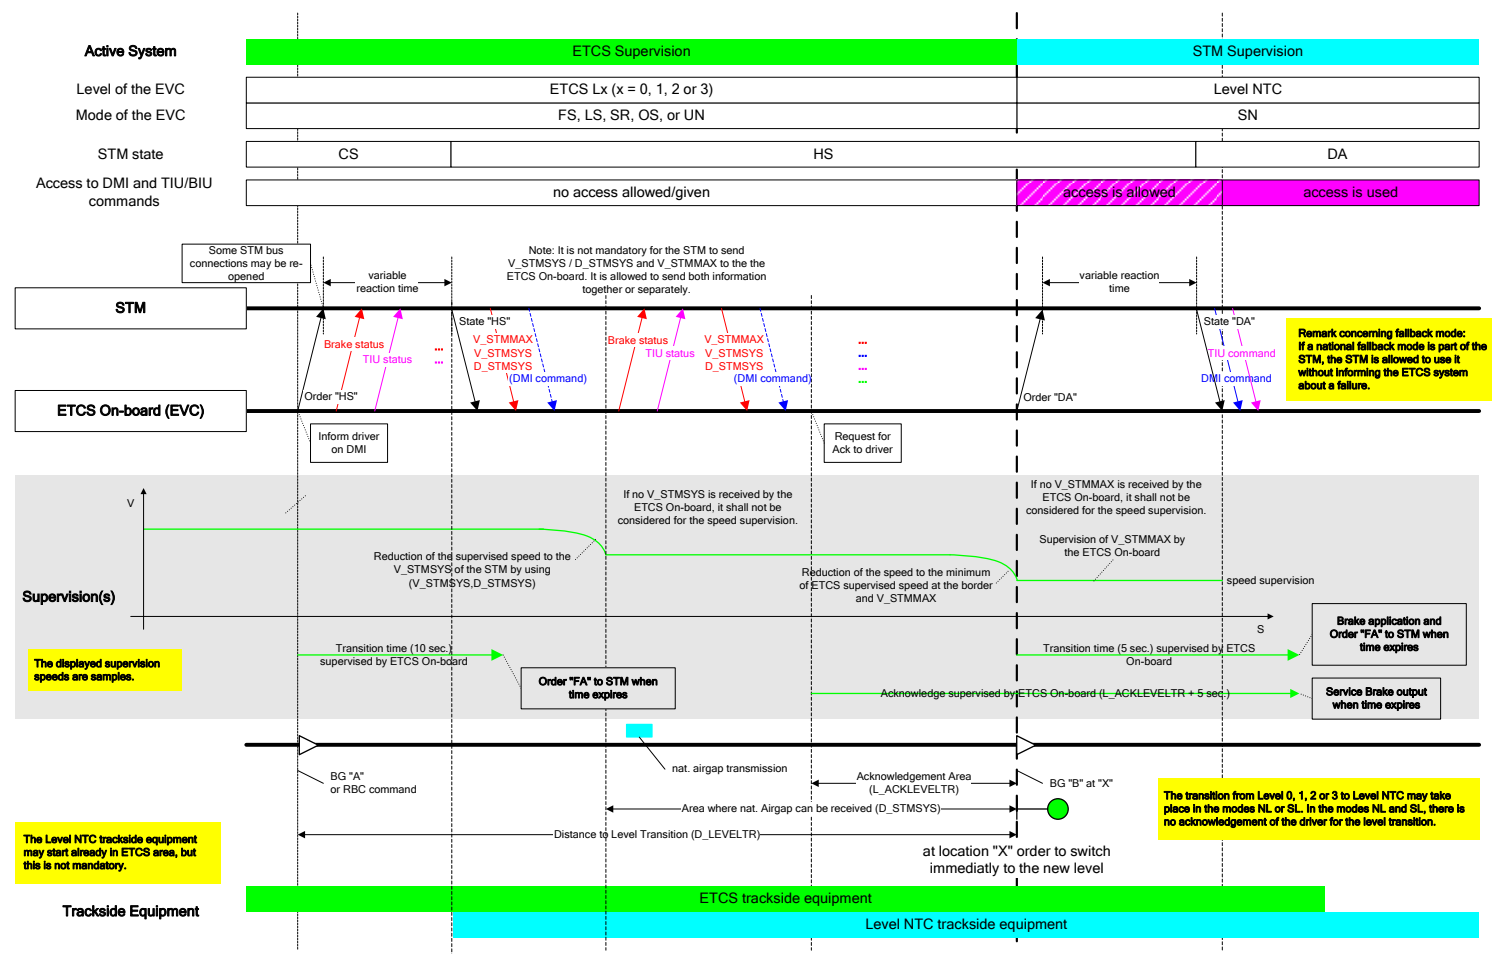 Active System
ETCS Supervision
STM Supervision
Level of the EVC
ETCS Lx (x = 0, 1, 2 or 3)
Level NTC
Mode of the EVC
FS, LS, SR, OS, or UN
SN
STM state
CS
HS
DA
Access to DMI and TIU/BIU
commands
no access allowed/given
access is allowed
access is used
Some STM bus
connections may be re-
opened
variable
reaction time
Note: It is not mandatory for the STM to send
V_STMSYS / D_STMSYS and V_STMMAX to the the
ETCS On-board. It is allowed to send both information
together or separately.
variable reaction
time
STM
Brake status
TIU status
...
...
State "HS"
V_STMMAX
V_STMSYS
D_STMSYS
(DMI command)
Brake status
TIU status
V_STMMAX
V_STMSYS
D_STMSYS
(DMI command)
...
...
...
...
State "DA"
TIU command
DMI command
Remark concerning fallback mode:
If a national fallback mode is part of the
STM, the STM is allowed to use it
without informing the ETCS system
about a failure.
Order "HS"
Order "DA"
ETCS On-board (EVC)
Inform driver
on DMI
Request for
Ack to driver
V
If no V_STMSYS is received by the
ETCS On-board, it shall not be
considered for the speed supervision.
If no V_STMMAX is received by the
ETCS On-board, it shall not be
considered for the speed supervision.
Reduction of the supervised speed to the
V_STMSYS of the STM by using
(V_STMSYS,D_STMSYS)
Supervision of V_STMMAX by
the ETCS On-board
Reduction of the speed to the minimum
of ETCS supervised speed at the border
and V_STMMAX
speed supervision
Supervision(s)
S
Brake application and
Order "FA" to STM when
time expires
The displayed supervision
speeds are samples.
Transition time (10 sec.)
supervised by ETCS On-board
Order "FA" to STM when
time expires
Transition time (5 sec.) supervised by ETCS
On-board
Acknowledge supervised by ETCS On-board (L_ACKLEVELTR + 5 sec.)
Service Brake output
when time expires
nat. airgap transmission
BG "A"
or RBC command
Acknowledgement Area
(L_ACKLEVELTR)
BG "B" at "X"
Area where nat. Airgap can be received (D_STMSYS)
Distance to Level Transition (D_LEVELTR)
The transition from Level 0, 1, 2 or 3 to Level NTC may take
place in the modes NL or SL. In the modes NL and SL, there is
no acknowledgement of the driver for the level transition.
The Level NTC trackside equipment
may start already in ETCS area, but
this is not mandatory.
at location "X" order to switch
immediatly to the new level
Trackside Equipment
ETCS trackside equipment
Level NTC trackside equipment